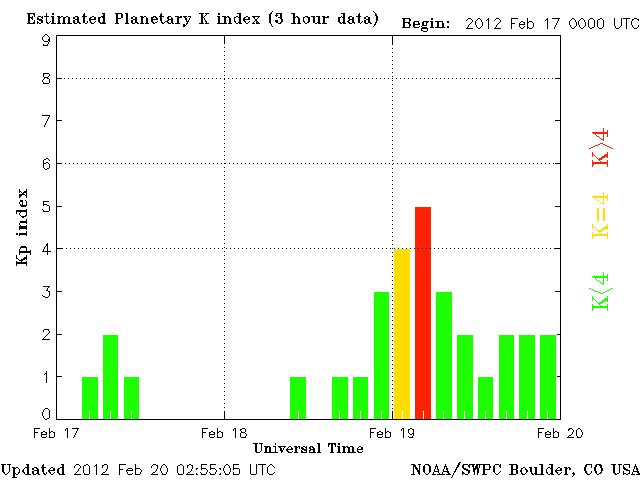 Estimated Planetary K index (3 hour data) Begin: 2012 Feb 17 0000 UTC
9
8
7
6
5
4
3
2
1
0
Kp index
K>4
K=4
K<4
Feb 17 Feb 18 Feb 19 Feb 20
Universal Time
Updated 2012 Feb 20 02:55:05 UTC NOAA/SWPC Boulder, CO USA